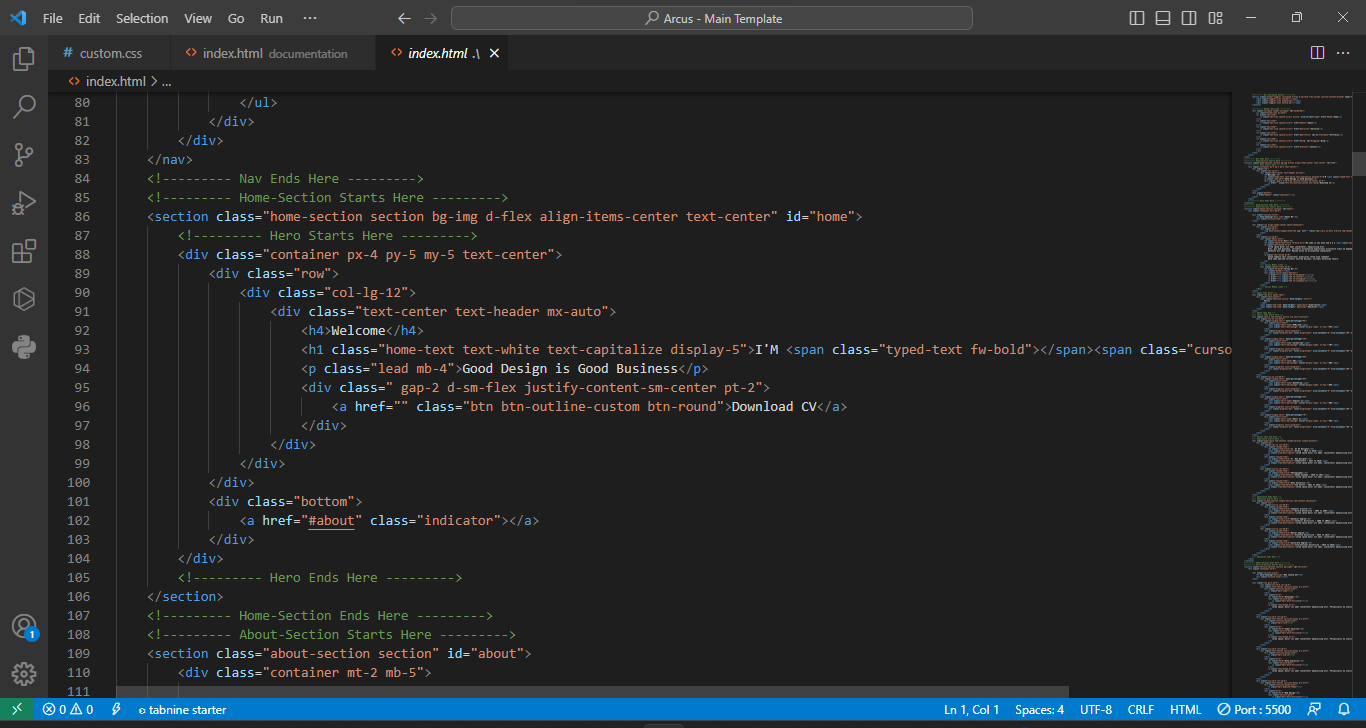 File Edit Selection View Go Run ··· ← → Arcus - Main Template
# custom.css <> index.html documentation <> index.html .\ ×
<> index.html > ...
80 </ul>
81 </div>
82 </div>
83 </nav>
84 <!--------- Nav Ends Here --------->
85 <!--------- Home-Section Starts Here --------->
86 <section class="home-section section bg-img d-flex align-items-center text-center" id="home">
87 <!--------- Hero Starts Here --------->
88 <div class="container px-4 py-5 my-5 text-center">
89 <div class="row">
90 <div class="col-lg-12">
91 <div class="text-center text-header mx-auto">
92 <h4>Welcome</h4>
93 <h1 class="home-text text-white text-capitalize display-5">I'M <span class="typed-text fw-bold"></span><span class="curso
94 <p class="lead mb-4">Good Design is Good Business</p>
95 <div class=" gap-2 d-sm-flex justify-content-sm-center pt-2">
96 <a href="" class="btn btn-outline-custom btn-round">Download CV</a>
97 </div>
98 </div>
99 </div>
100 </div>
101 <div class="bottom">
102 <a href="#about" class="indicator"></a>
103 </div>
104 </div>
105 <!--------- Hero Ends Here --------->
106 </section>
107 <!--------- Home-Section Ends Here --------->
108 <!--------- About-Section Starts Here --------->
109 <section class="about-section section" id="about">
110 <div class="container mt-2 mb-5">
111
1
0 0 tabnine starter Ln 1, Col 1 Spaces: 4 UTF-8 CRLF HTML Port : 5500